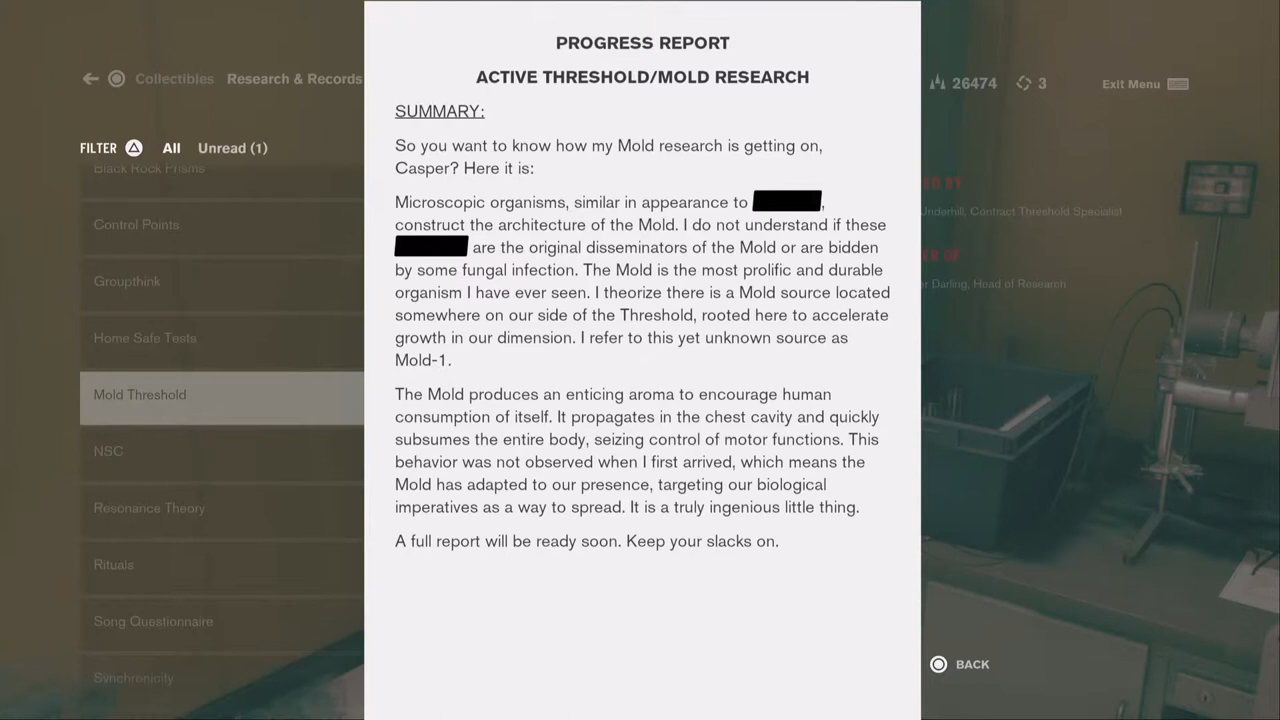 PROGRESS REPORT
ACTIVE THRESHOLD/MOLD RESEARCH
SUMMARY:
So you want to know how my Mold research is getting on,
Casper? Here it is:
Microscopic organisms, similar in appearance to ,
construct the architecture of the Mold. I do not understand if these
are the original disseminators of the Mold or are bidden
by some fungal infection. The Mold is the most prolific and durable
organism I have ever seen. I theorize there is a Mold source located
somewhere on our side of the Threshold, rooted here to accelerate
growth in our dimension. I refer to this yet unknown source as
Mold-1.
The Mold produces an enticing aroma to encourage human
consumption of itself. It propagates in the chest cavity and quickly
subsumes the entire body, seizing control of motor functions. This
behavior was not observed when I first arrived, which means the
Mold has adapted to our presence, targeting our biological
imperatives as a way to spread. It is a truly ingenious little thing.
A full report will be ready soon. Keep your slacks on.
Collectibles Research & Records
FILTER All Unread (1)
Black Rock Prisms
Control Points
Groupthink
Home Safe Tests
Mold Threshold
NSC
Resonance Theory
Rituals
Song Questionnaire
Synchronicity
26474 3 Exit Menu
Underhill, Contract Threshold Specialist
Darling, Head of Research
BACK